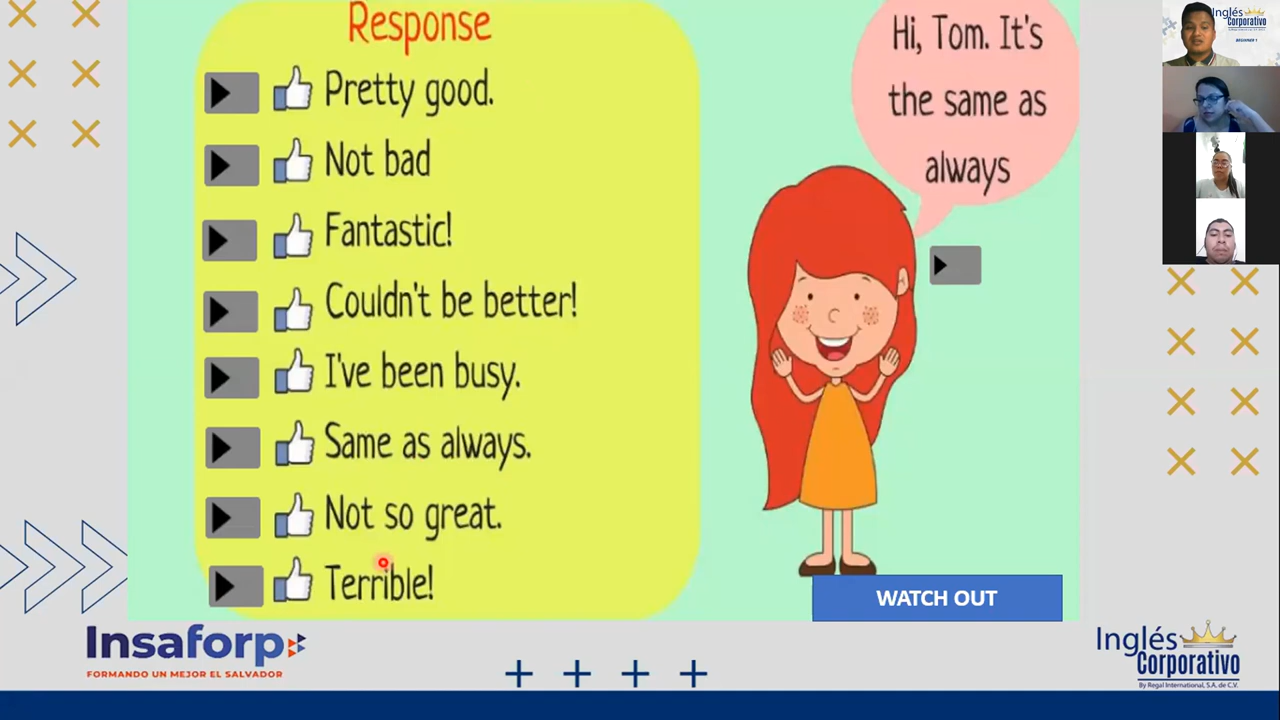 Response
Pretty good.
Not bad
Fantastic!
Couldn't be better!
I've been busy.
Same as always.
Not so great.
Terrible!
Hi, Tom. It's
the same as
always
WATCH OUT
Insaforp
FORMANDO UN MEJOR EL SALVADOR
Inglés
Corporativo
By Regal International, S.A. de C.V.
Inglés
Corporativo
BEGINNER 1